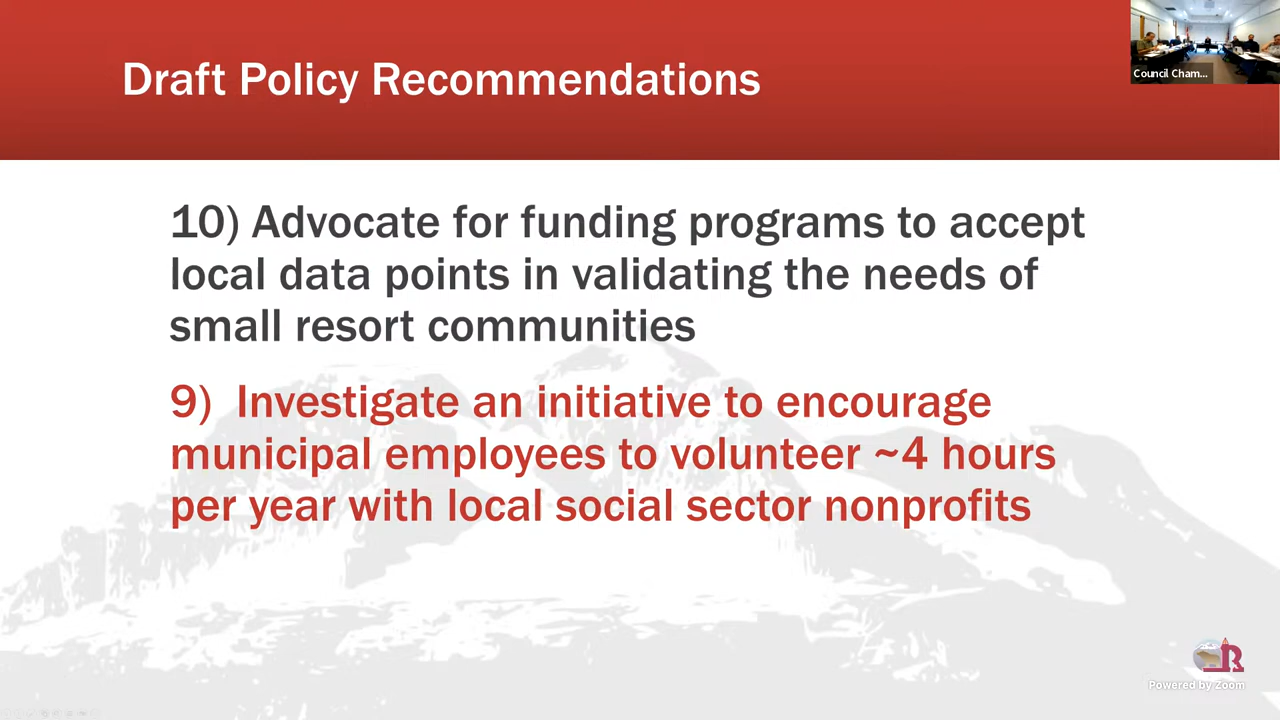 Draft Policy Recommendations
Council Cham...
10) Advocate for funding programs to accept
local data points in validating the needs of
small resort communities
9) Investigate an initiative to encourage
municipal employees to volunteer ~4 hours
per year with local social sector nonprofits
R
Powered by Zoom